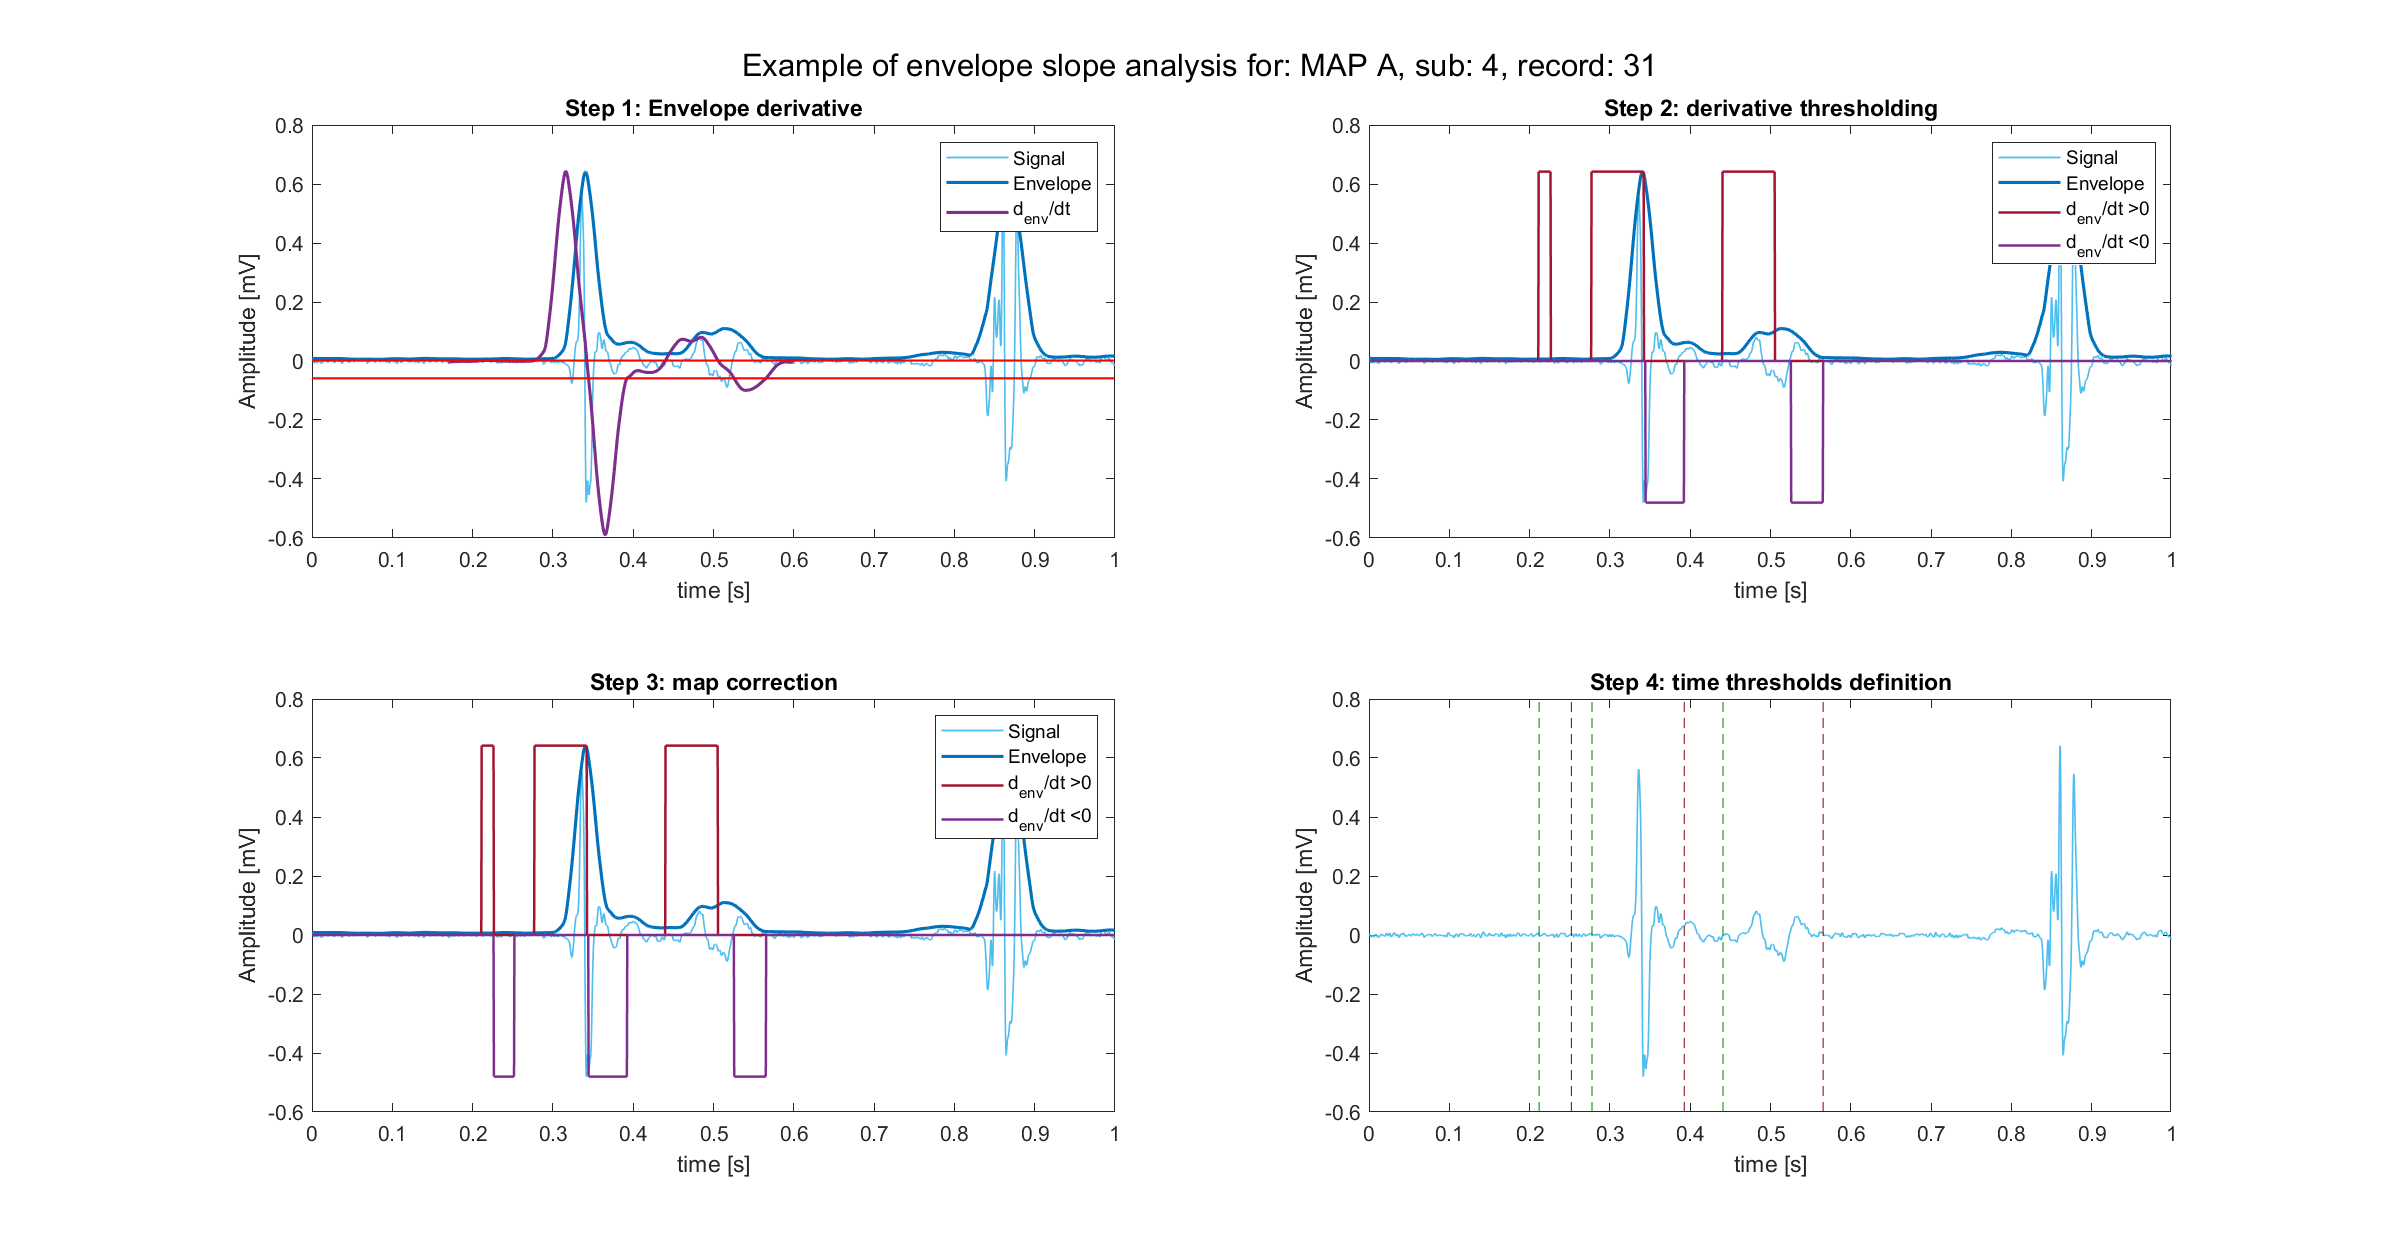 Example of envelope slope analysis for: MAP A, sub: 4, record: 31
Step 1: Envelope derivative
0.8
0.6
0.4
0.2
0
-0.2
-0.4
-0.6
Amplitude [mV]
0 0.1 0.2 0.3 0.4 0.5 0.6 0.7 0.8 0.9 1
time [s]
Signal
Envelope
d_env/dt
Step 2: derivative thresholding
0.8
0.6
0.4
0.2
0
-0.2
-0.4
-0.6
Amplitude [mV]
0 0.1 0.2 0.3 0.4 0.5 0.6 0.7 0.8 0.9 1
time [s]
Signal
Envelope
d_env/dt >0
d_env/dt <0
Step 3: map correction
0.8
0.6
0.4
0.2
0
-0.2
-0.4
-0.6
Amplitude [mV]
0 0.1 0.2 0.3 0.4 0.5 0.6 0.7 0.8 0.9 1
time [s]
Signal
Envelope
d_env/dt >0
d_env/dt <0
Step 4: time thresholds definition
0.8
0.6
0.4
0.2
0
-0.2
-0.4
-0.6
Amplitude [mV]
0 0.1 0.2 0.3 0.4 0.5 0.6 0.7 0.8 0.9 1
time [s]